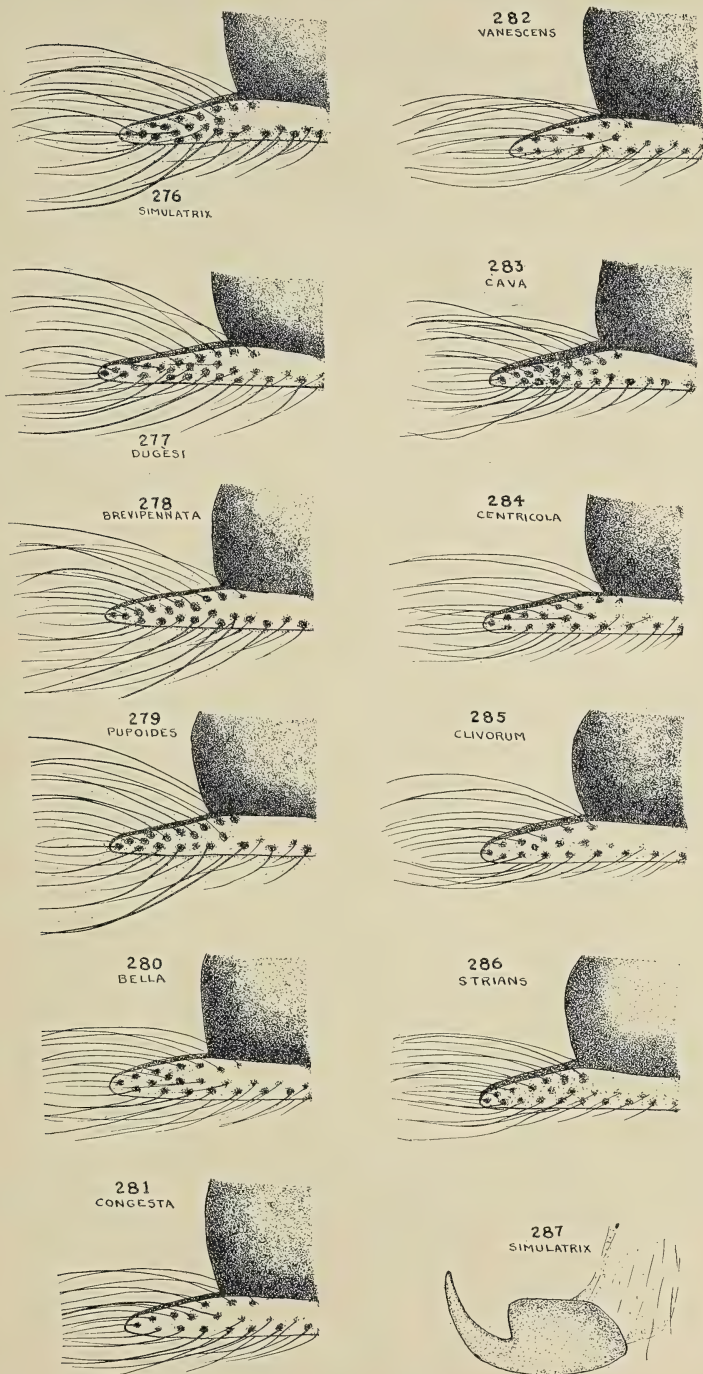 276
SIMULATRIX
277
DUGÈSI
278
BREVIPENNATA
279
PUPOIDES
280
BELLA
281
CONGESTA
282
VANESCENS
283
CAVA
284
CENTRICOLA
285
CLIVORUM
286
STRIANS
287
SIMULATRIX